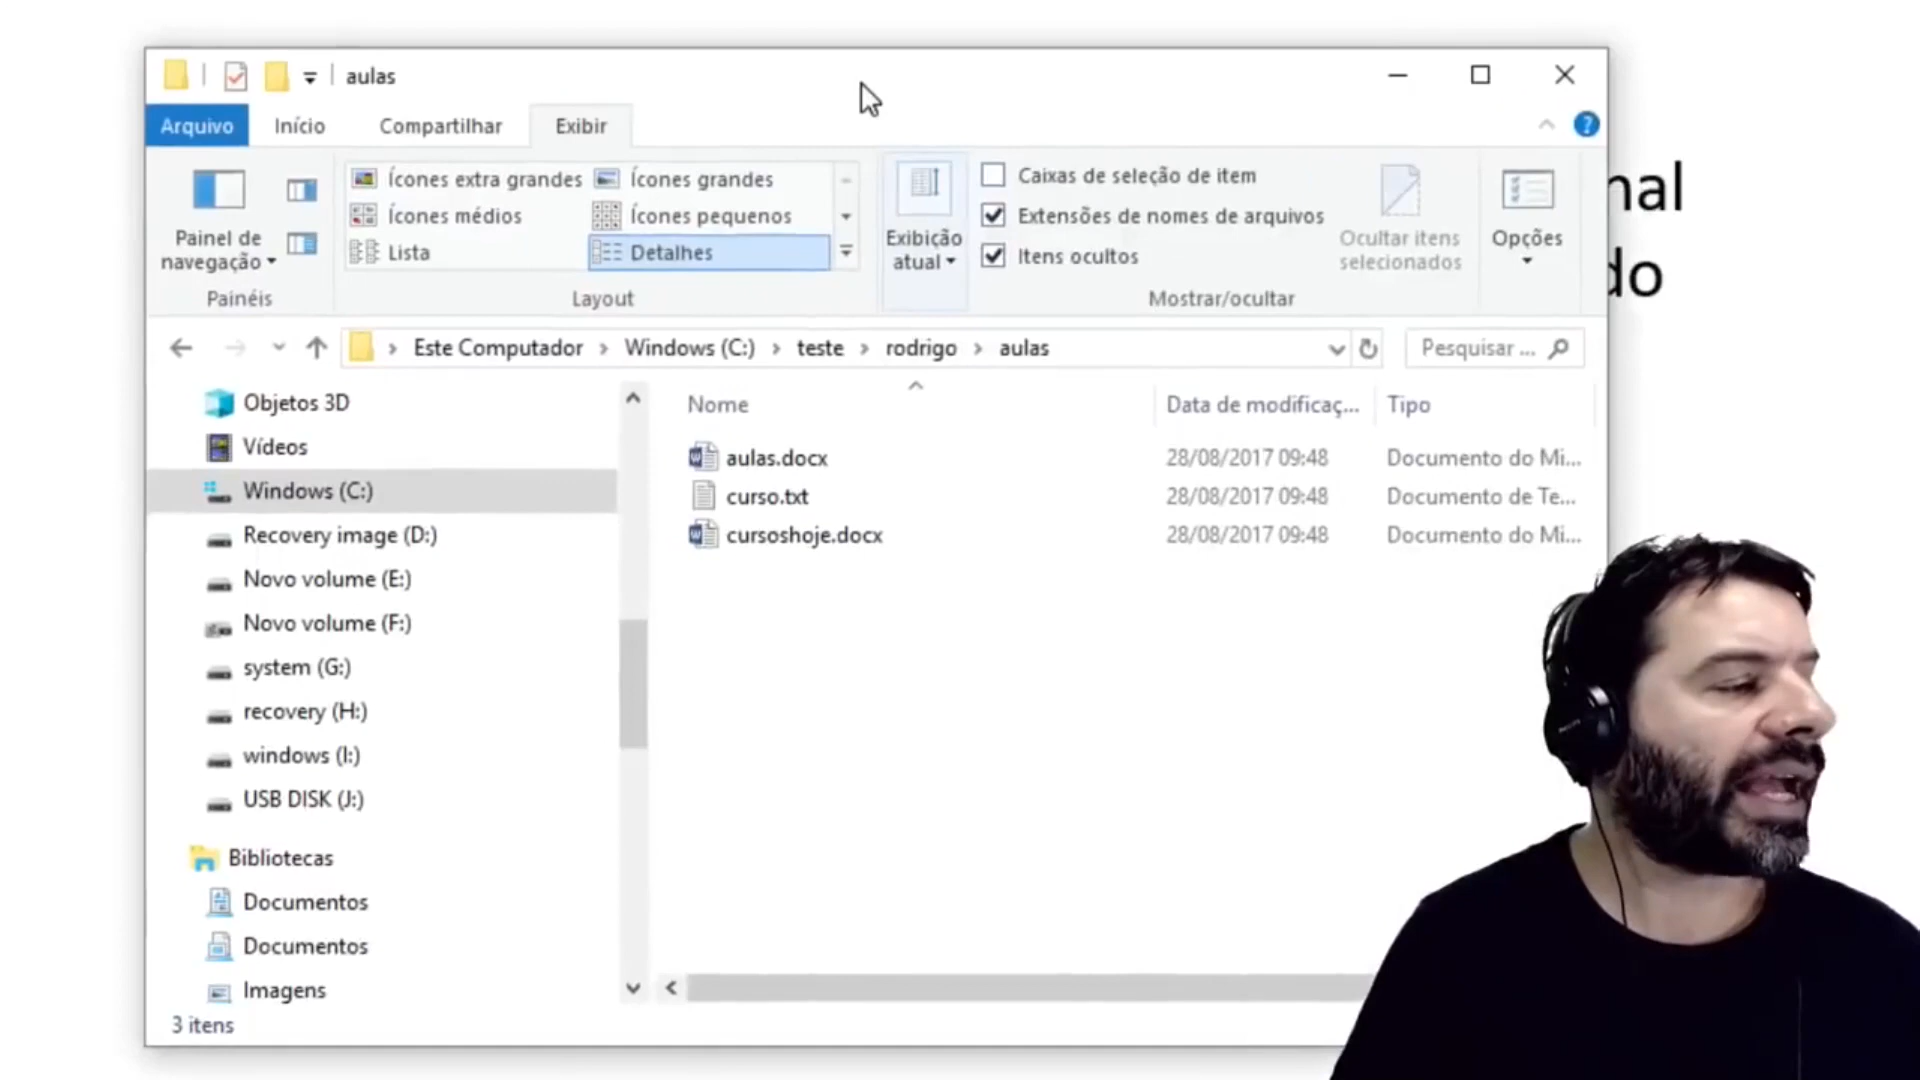 aulas
Arquivo Início Compartilhar Exibir
Ícones extra grandes Ícones grandes
Ícones médios Ícones pequenos
Lista Detalhes
Painel de navegação
Exibição atual
Caixas de seleção de item
Extensões de nomes de arquivos
Itens ocultos
Ocultar itens selecionados
Opções
Painéis Layout Mostrar/ocultar
nal
do
Este Computador > Windows (C:) > teste > rodrigo > aulas
Pesquisar ...
Objetos 3D
Vídeos
Windows (C:)
Recovery image (D:)
Novo volume (E:)
Novo volume (F:)
system (G:)
recovery (H:)
windows (I:)
USB DISK (J:)
Bibliotecas
Documentos
Documentos
Imagens
Nome Data de modificaç... Tipo
aulas.docx 28/08/2017 09:48 Documento do Mi...
curso.txt 28/08/2017 09:48 Documento de Te...
cursoshoje.docx 28/08/2017 09:48 Documento do Mi...
3 itens